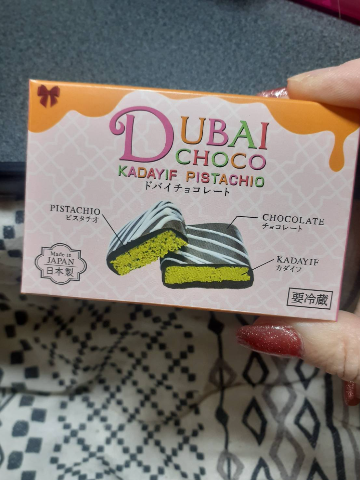 DUBAI
CHOCO
KADAYIF PISTACHIO
ドバイチョコレート
PISTACHIO
ピスタチオ
CHOCOLATE
チョコレート
KADAYIF
カダイフ
Made in
JAPAN
日本製
要冷蔵